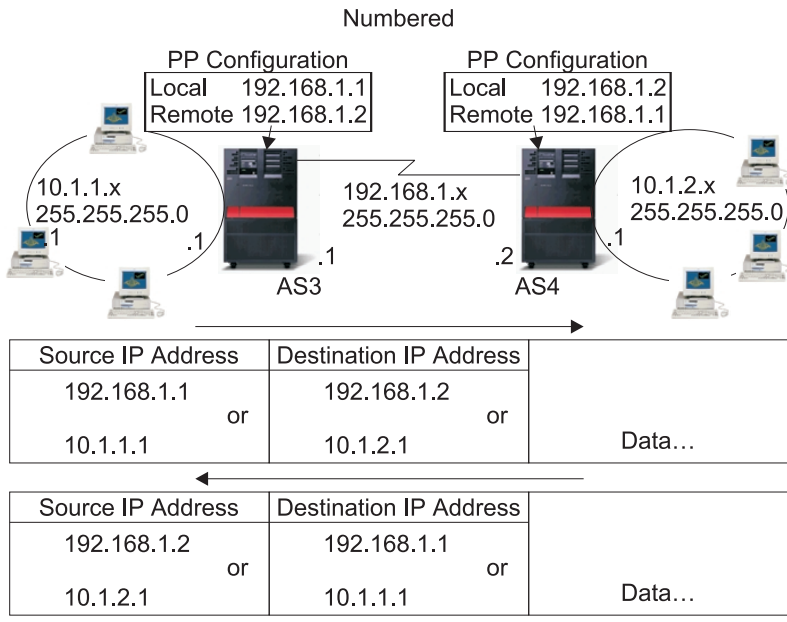 Numbered
PP Configuration
Local 192.168.1.1
Remote 192.168.1.2
PP Configuration
Local 192.168.1.2
Remote 192.168.1.1
10.1.1.x
255.255.255.0
.1
.1
192.168.1.x
255.255.255.0
.1
.2
10.1.2.x
255.255.255.0
.1
AS3
AS4
Source IP Address
Destination IP Address
192.168.1.1
or
10.1.1.1
192.168.1.2
or
10.1.2.1
Data...
Source IP Address
Destination IP Address
192.168.1.2
or
10.1.2.1
192.168.1.1
or
10.1.1.1
Data...